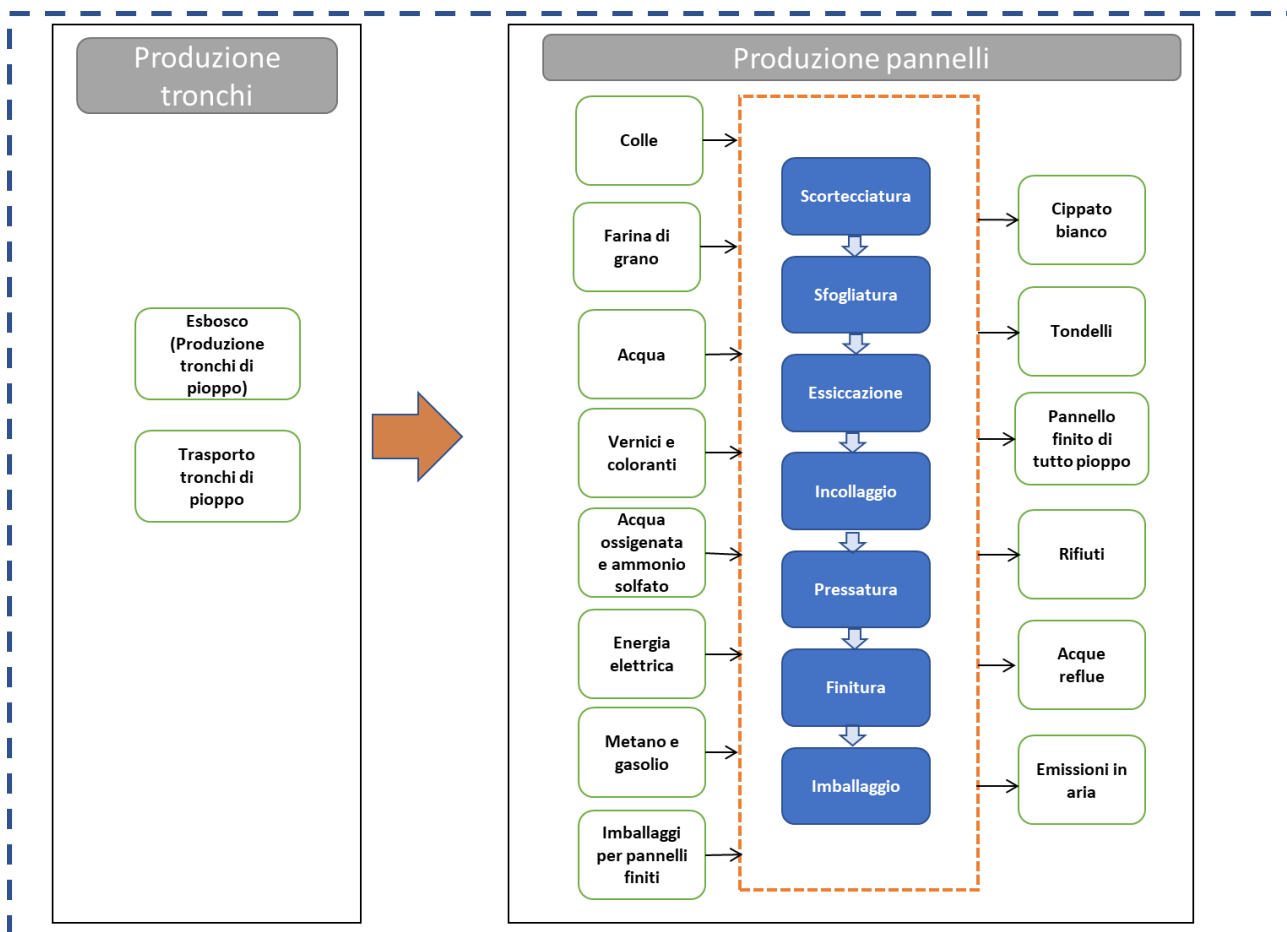 Produzione
tronchi
Esbosco
(Produzione
tronchi di
pioppo)
Trasporto
tronchi di
pioppo
Produzione pannelli
Colle
Farina di
grano
Acqua
Vernici e
coloranti
Acqua
ossigenata
e ammonio
solfato
Energia
elettrica
Metano e
gasolio
Imballaggi
per pannelli
finiti
Scortecciatura
Sfogliatura
Essiccazione
Incollaggio
Pressatura
Finitura
Imballaggio
Cippato
bianco
Tondelli
Pannello
finito di
tutto pioppo
Rifiuti
Acque
reflue
Emissioni in
aria